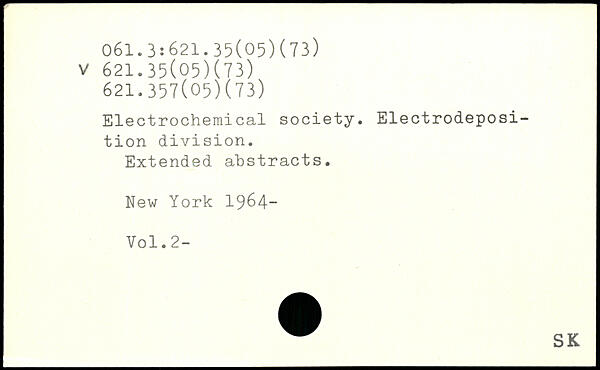 061.3:621.35(05)(73)
V 621.35(05)(73)
621.357(05)(73)
Electrochemical society. Electrodeposi-
tion division.
Extended abstracts.
New York 1964-
Vol.2-
SK